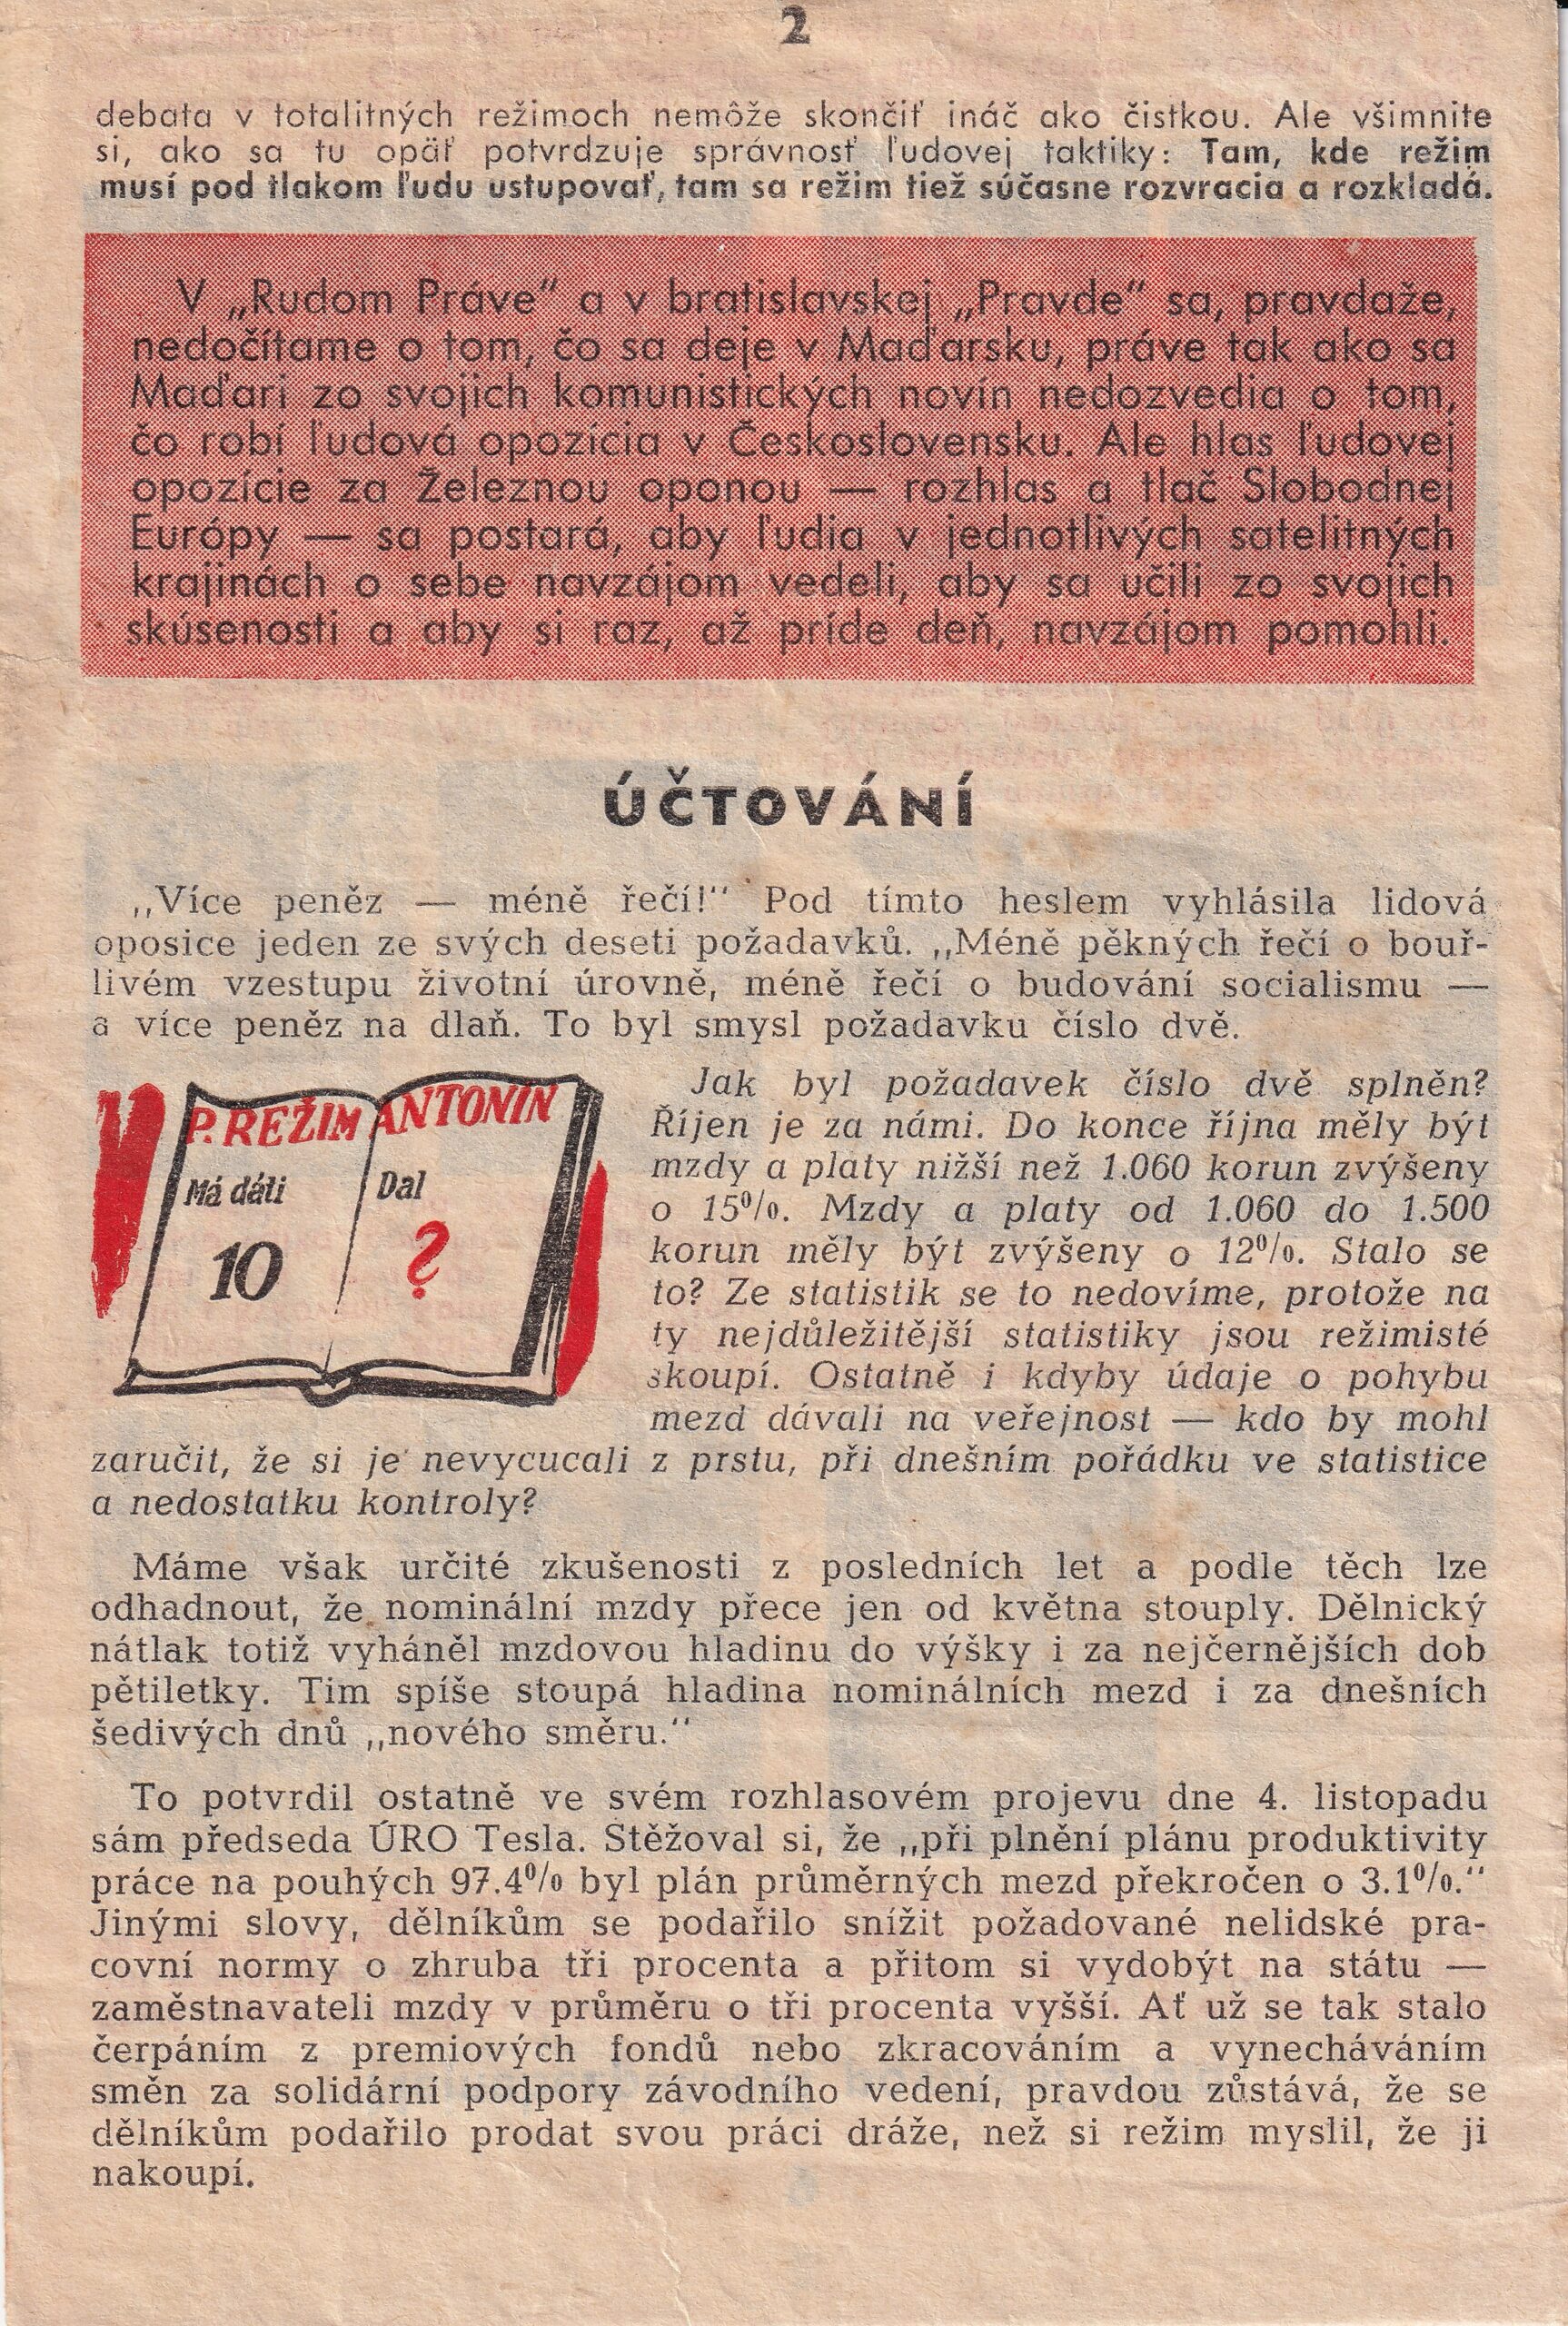 2
debata v totalitných režimoch nemôže skončiť ináč ako čistkou. Ale všimnite
si, ako sa tu opäť potvrdzuje správnosť ľudovej taktiky: Tam, kde režim
musí pod tlakom ľudu ustupovať, tam sa režim tiež súčasne rozvracia a rozkladá.
V „Rudom Práve“ a v bratislavskej „Pravde“ sa, pravdaže,
nedočítame o tom, čo sa deje v Maďarsku, práve tak ako sa
Maďari zo svojich komunistických novín nedozvedia o tom,
čo robí ľudová opozícia v Československu. Ale hlas ľudovej
opozície za Železnou oponou — rozhlas a tlač Slobodnej
Európy — sa postará, aby ľudia v jednotlivých satelitných
krajinách o sebe navzájom vedeli, aby sa učili zo svojich
skúsenosti a aby si raz, až príde deň, navzájom pomohli.
ÚČTOVÁNÍ
„Více peněz — méně řečí!“ Pod tímto heslem vyhlásila lidová
oposice jeden ze svých deseti požadavků. „Méně pěkných řečí o bouř-
livém vzestupu životní úrovně, méně řečí o budování socialismu —
a více peněz na dlaň. To byl smysl požadavku číslo dvě.
P. REŽIM ANTONÍN
Má dáti Dal
10 ?
Jak byl požadavek číslo dvě splněn?
Říjen je za námi. Do konce října měly být
mzdy a platy nižší než 1.060 korun zvýšeny
o 15%. Mzdy a platy od 1.060 do 1.500
korun měly být zvýšeny o 12%. Stalo se
to? Ze statistik se to nedovíme, protože na
ty nejdůležitější statistiky jsou režimisté
skoupí. Ostatně i kdyby údaje o pohybu
mezd dávali na veřejnost — kdo by mohl
zaručit, že si je nevycucali z prstu, při dnešním pořádku ve statistice
a nedostatku kontroly?
Máme však určité zkušenosti z posledních let a podle těch lze
odhadnout, že nominální mzdy přece jen od května stouply. Dělnický
nátlak totiž vyháněl mzdovou hladinu do výšky i za nejčernějších dob
pětiletky. Tim spíše stoupá hladina nominálních mezd i za dnešních
šedivých dnů „nového směru.“
To potvrdil ostatně ve svém rozhlasovém projevu dne 4. listopadu
sám předseda ÚRO Tesla. Stěžoval si, že „při plnění plánu produktivity
práce na pouhých 97.4% byl plán průměrných mezd překročen o 3.1%.“
Jinými slovy, dělníkům se podařilo snížit požadované nelidské pra-
covní normy o zhruba tři procenta a přitom si vydobýt na státu —
zaměstnavateli mzdy v průměru o tři procenta vyšší. Ať už se tak stalo
čerpáním z premiových fondů nebo zkracováním a vynecháváním
směn za solidární podpory závodního vedení, pravdou zůstává, že se
dělníkům podařilo prodat svou práci dráže, než si režim myslil, že ji
nakoupí.